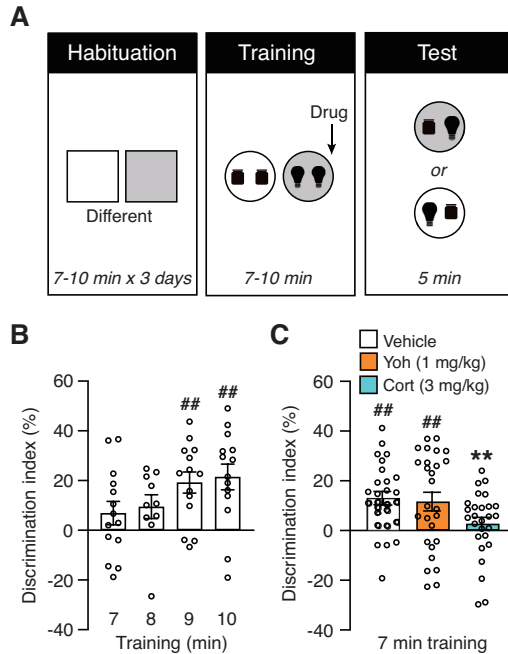 A
Habituation
Training
Test
Drug
Different
or
7-10 min x 3 days
7-10 min
5 min
B
Discrimination index (%)
60
40
20
0
-20
-40
##
##
7 8 9 10
Training (min)
C
Vehicle
Yoh (1 mg/kg)
Cort (3 mg/kg)
Discrimination index (%)
60
40
20
0
-20
-40
##
##
**
7 min training